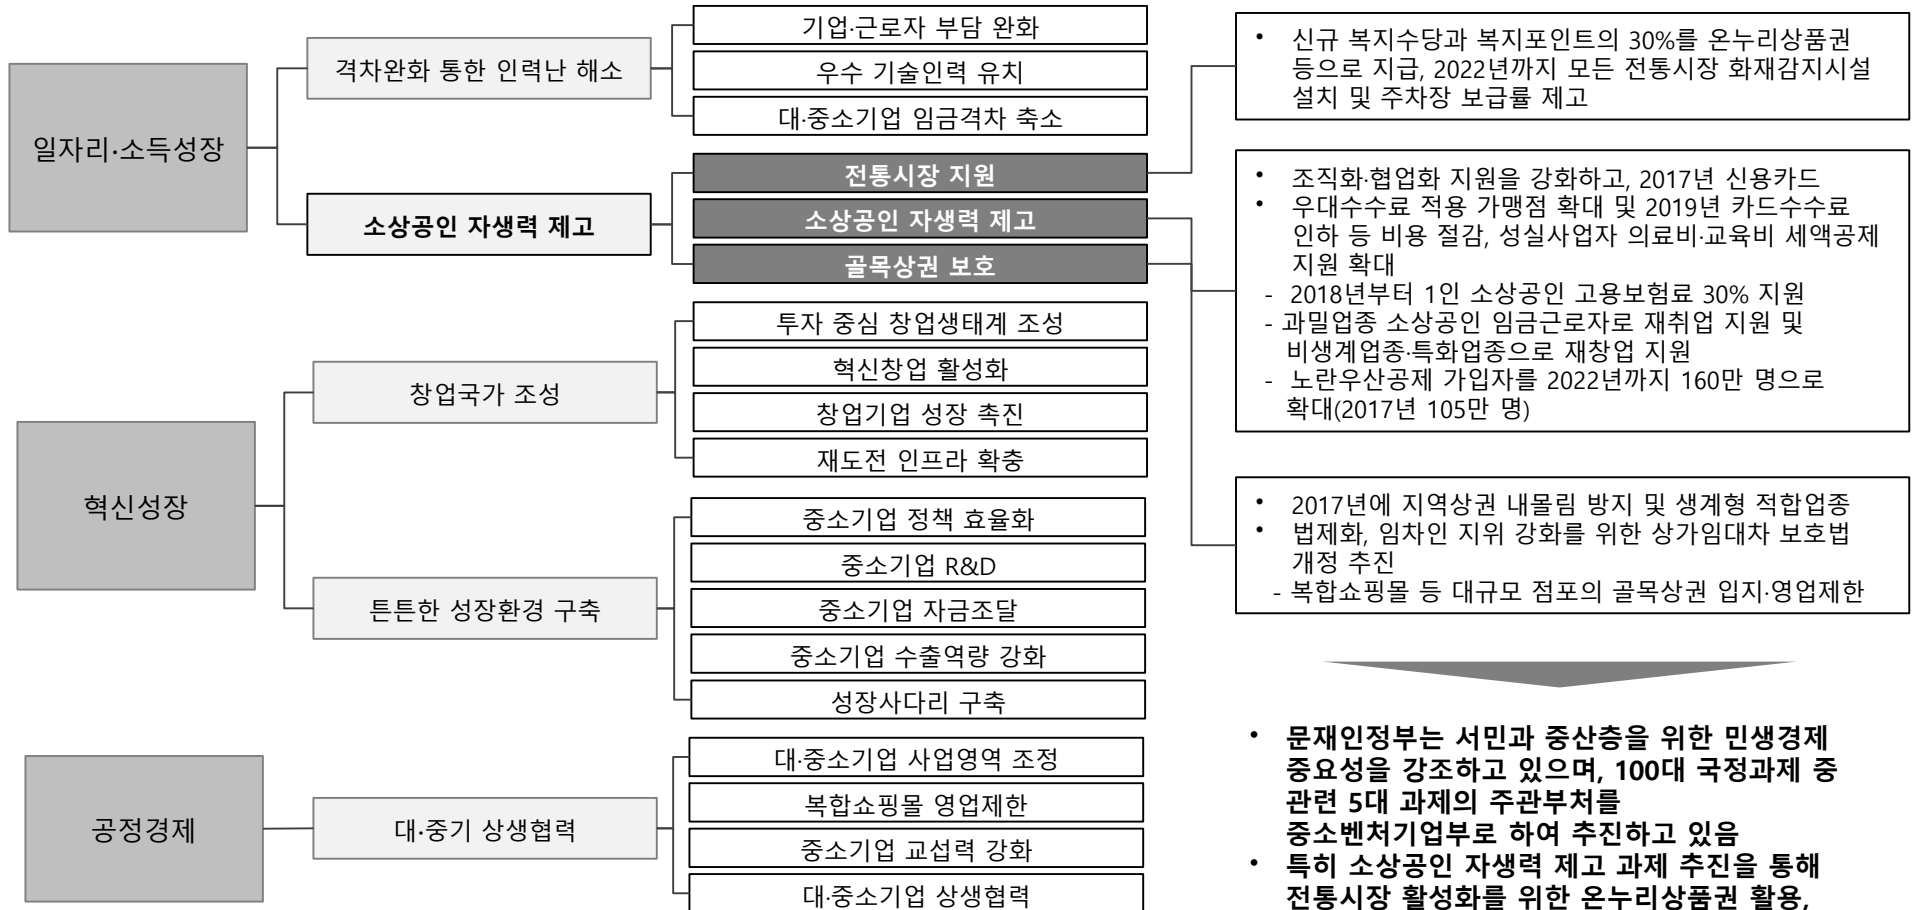 일자리·소득성장
격차완화 통한 인력난 해소
기업·근로자 부담 완화
우수 기술인력 유치
대·중소기업 임금격차 축소
소상공인 자생력 제고
전통시장 지원
소상공인 자생력 제고
골목상권 보호
혁신성장
창업국가 조성
투자 중심 창업생태계 조성
혁신창업 활성화
창업기업 성장 촉진
재도전 인프라 확충
튼튼한 성장환경 구축
중소기업 정책 효율화
중소기업 R&D
중소기업 자금조달
중소기업 수출역량 강화
성장사다리 구축
공정경제
대·중기 상생협력
대·중소기업 사업영역 조정
복합쇼핑몰 영업제한
중소기업 교섭력 강화
대·중소기업 상생협력
• 신규 복지수당과 복지포인트의 30%를 온누리상품권
등으로 지급, 2022년까지 모든 전통시장 화재감지시설
설치 및 주차장 보급률 제고
• 조직화·협업화 지원을 강화하고, 2017년 신용카드
• 우대수수료 적용 가맹점 확대 및 2019년 카드수수료
인하 등 비용 절감, 성실사업자 의료비·교육비 세액공제
지원 확대
- 2018년부터 1인 소상공인 고용보험료 30% 지원
- 과밀업종 소상공인 임금근로자로 재취업 지원 및
비생계업종·특화업종으로 재창업 지원
- 노란우산공제 가입자를 2022년까지 160만 명으로
확대(2017년 105만 명)
• 2017년에 지역상권 내몰림 방지 및 생계형 적합업종
• 법제화, 임차인 지위 강화를 위한 상가임대차 보호법
개정 추진
- 복합쇼핑몰 등 대규모 점포의 골목상권 입지·영업제한
• 문재인정부는 서민과 중산층을 위한 민생경제
중요성을 강조하고 있으며, 100대 국정과제 중
관련 5대 과제의 주관부처를
중소벤처기업부로 하여 추진하고 있음
• 특히 소상공인 자생력 제고 과제 추진을 통해
전통시장 활성화를 위한 온누리상품권 활용,